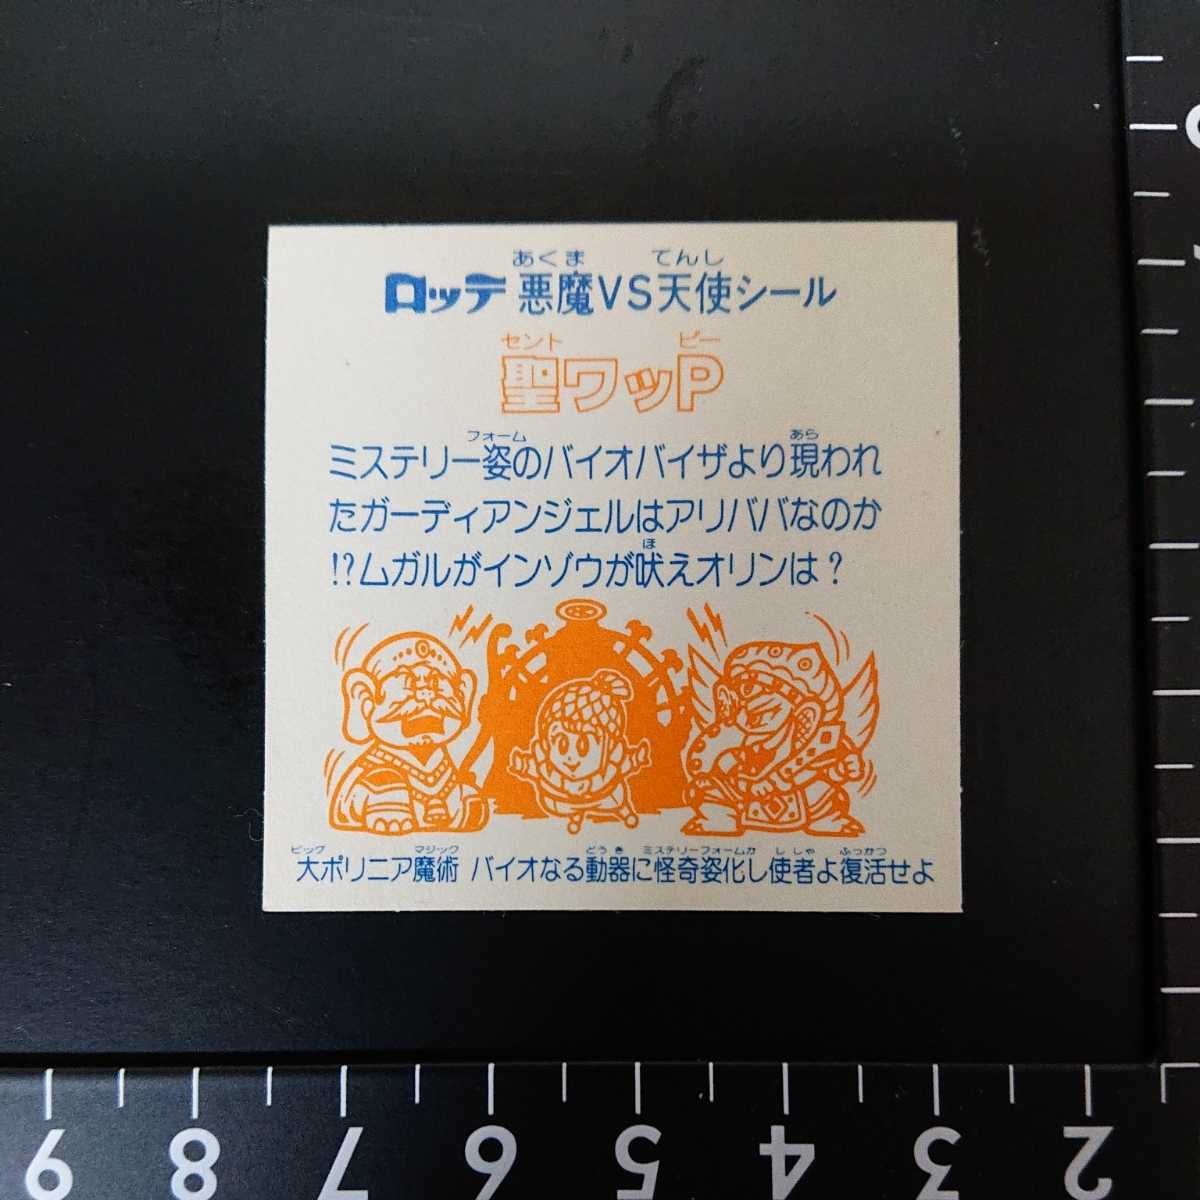 あくま てんし
ロッテ 悪魔VS天使シール
セント ピー
聖ワッP
フォーム あら
ミステリー姿のバイオバイザより現われ
たガーディアンジェルはアリババなのか
ほ
!?ムガルがインゾウが吠えオリンは?
ビッグ マジック どうき ミステリーフォームか ししゃ ふっかつ
大ポリニア魔術 バイオなる動器に怪奇姿化し使者よ復活せよ
9 8 7 6 5 4 3 2